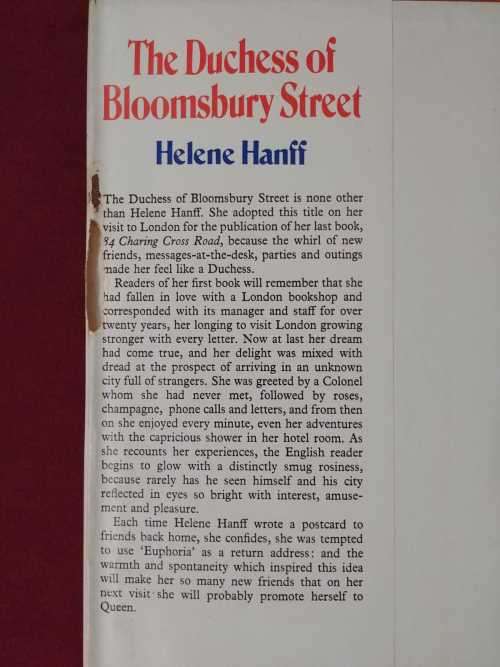 The Duchess of
Bloomsbury Street
Helene Hanff
The Duchess of Bloomsbury Street is none other
than Helene Hanff. She adopted this title on her
visit to London for the publication of her last book,
84 Charing Cross Road, because the whirl of new
friends, messages-at-the-desk, parties and outings
made her feel like a Duchess.
Readers of her first book will remember that she
had fallen in love with a London bookshop and
corresponded with its manager and staff for over
twenty years, her longing to visit London growing
stronger with every letter. Now at last her dream
had come true, and her delight was mixed with
dread at the prospect of arriving in an unknown
city full of strangers. She was greeted by a Colonel
whom she had never met, followed by roses,
champagne, phone calls and letters, and from then
on she enjoyed every minute, even her adventures
with the capricious shower in her hotel room. As
she recounts her experiences, the English reader
begins to glow with a distinctly smug rosiness,
because rarely has he seen himself and his city
reflected in eyes so bright with interest, amuse-
ment and pleasure.
Each time Helene Hanff wrote a postcard to
friends back home, she confides, she was tempted
to use 'Euphoria' as a return address: and the
warmth and spontaneity which inspired this idea
will make her so many new friends that on her
next visit she will probably promote herself to
Queen.